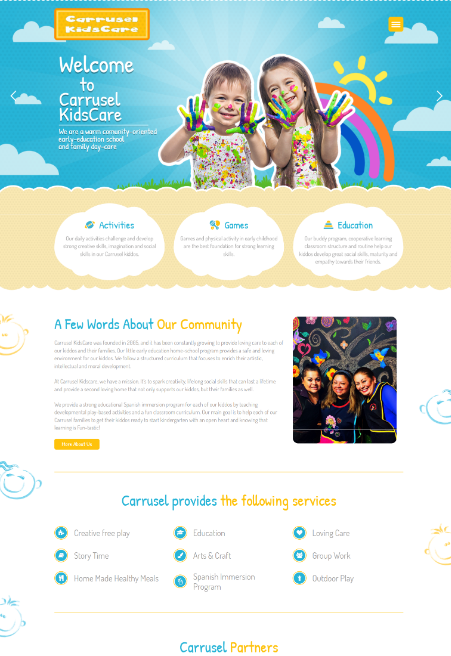 Carrusel
KidsCare
Welcome
to
Carrusel
KidsCare
We are a warm comunity-oriented
early-education school
and family day-care
Activities
Games
Education
Our daily activities challenge and develop
strong creative skills, imagination and social
skills in our Carrusel Kiddos.
Games and physical activity in early childhood
are the best foundation for strong learning
skills.
Our buddy program, cooperative learning
classroom structure and routine help our
kiddos develop great social skills, maturity and
empathy towards their friends.
A Few Words About Our Community
Carrusel KidsCare was founded in 2005, and it has been constantly growing to provide loving care to each of
our kiddos and their families. Our little early education home-school program provides a safe and loving
environment for our kiddos. We follow a structured curriculum that focuses to enrich their artistic,
intellectual and moral development.
At Carrusel Kidscare, we have a mission. It's to spark creativity, lifelong social skills that can last a lifetime
and provide a second loving home that not only supports our kiddos, but their families as well.
We provide a strong educational Spanish immersion program for each of our kiddos by teaching
developmental play-based activities and a fun classroom curriculum. Our main goal is to help each of our
Carrusel families to get their kiddos ready to start kindergarten with an open heart and knowing that
learning is Fun-tastic!
More About Us
Carrusel provides the following services
Creative free play
Education
Loving Care
Story Time
Arts & Craft
Group Work
Home Made Healthy Meals
Spanish Immersion
Program
Outdoor Play
Carrusel Partners